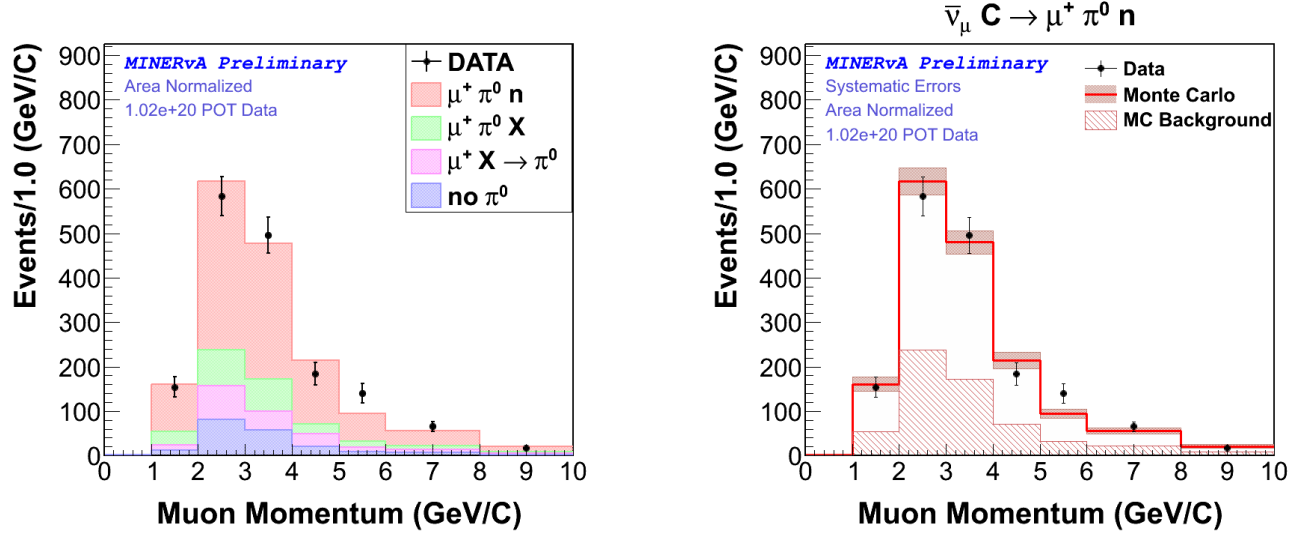 900
800
700
600
500
400
300
200
100
0
Events/1.0 (GeV/C)
MINERvA Preliminary
Area Normalized
1.02e+20 POT Data
DATA
μ⁺ π⁰ n
μ⁺ π⁰ X
μ⁺ X → π⁰
no π⁰
0 1 2 3 4 5 6 7 8 9 10
Muon Momentum (GeV/C)
ν̅_μ C → μ⁺ π⁰ n
900
800
700
600
500
400
300
200
100
0
Events/1.0 (GeV/C)
MINERvA Preliminary
Systematic Errors
Area Normalized
1.02e+20 POT Data
Data
Monte Carlo
MC Background
0 1 2 3 4 5 6 7 8 9 10
Muon Momentum (GeV/C)